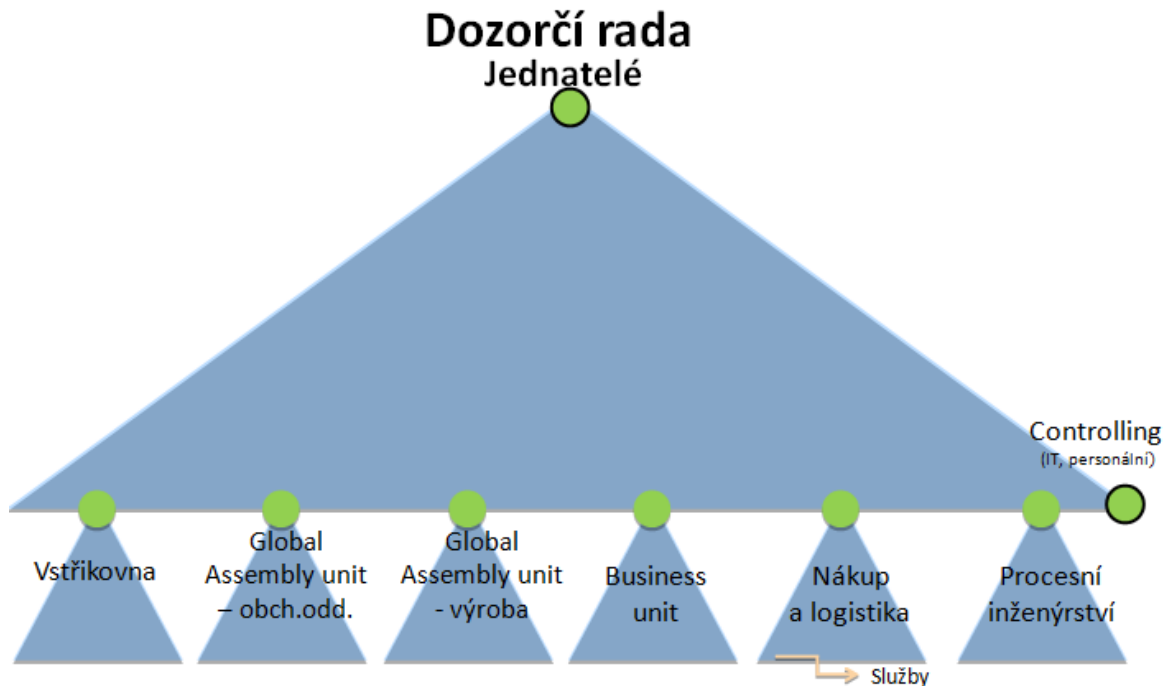 Dozorčí rada
Jednatelé
Controlling
(IT, personální)
Vstřikovna
Global
Assembly unit
– obch.odd.
Global
Assembly unit
- výroba
Business
unit
Nákup
a logistika
Procesní
inženýrství
Služby